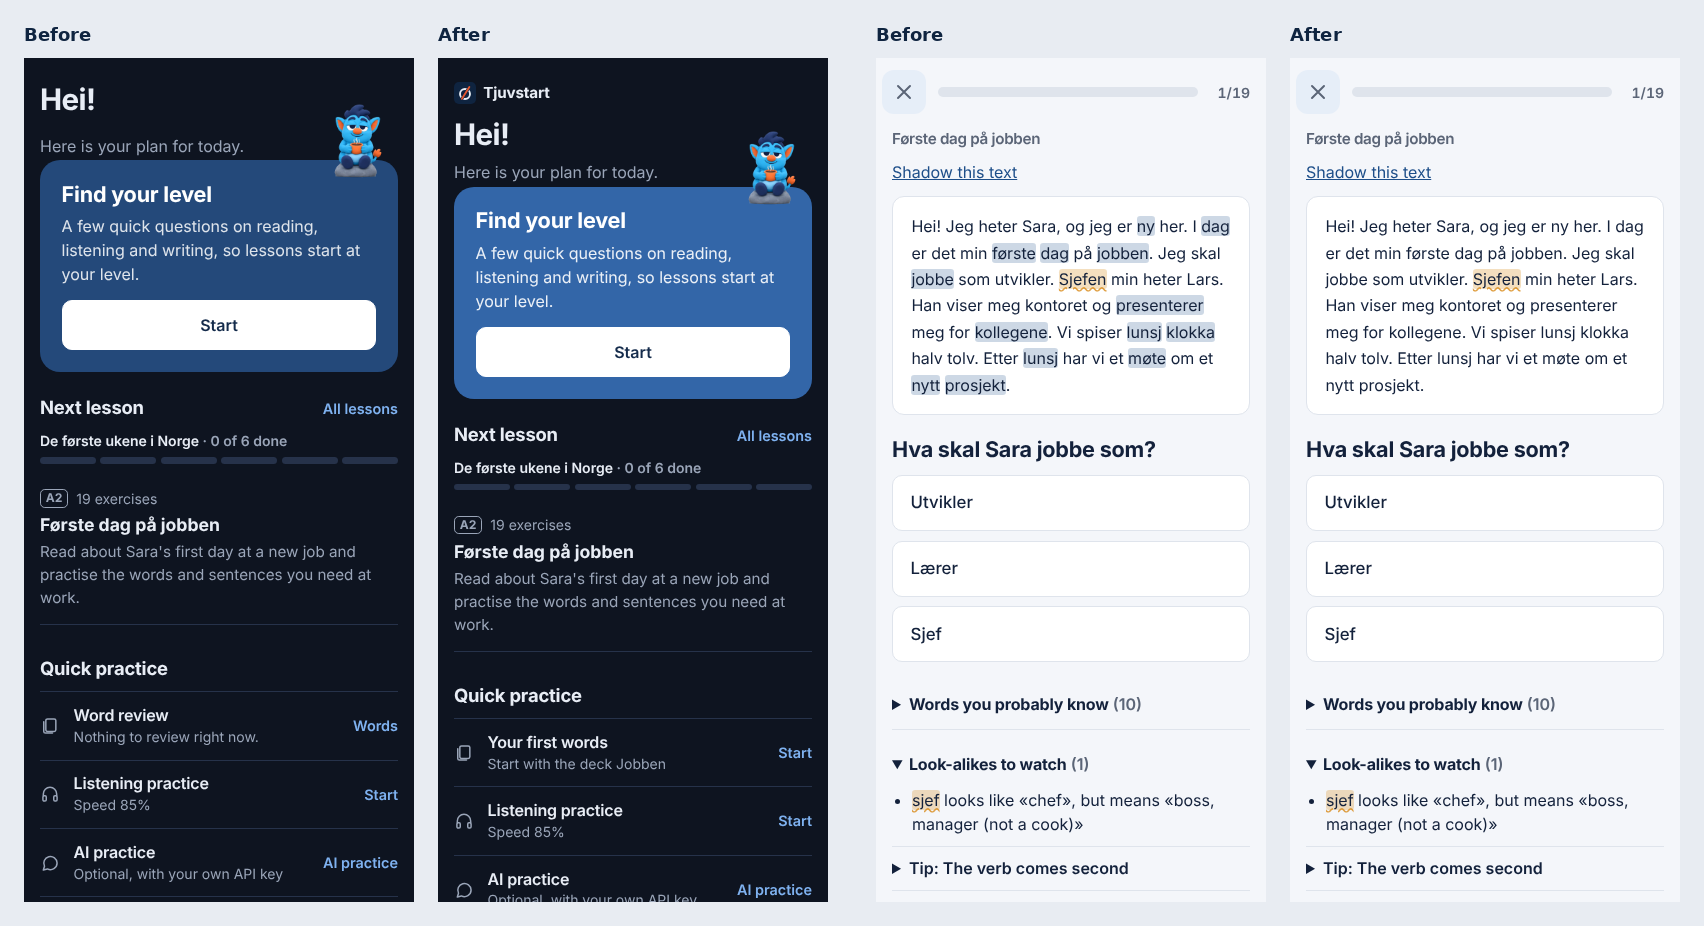 Before
Hei!
Here is your plan for today.
Find your level
A few quick questions on reading,
listening and writing, so lessons start at
your level.
Start
Next lesson
All lessons
De første ukene i Norge · 0 of 6 done
A2 19 exercises
Første dag på jobben
Read about Sara's first day at a new job and
practise the words and sentences you need at
work.
Quick practice
Word review
Nothing to review right now.
Words
Listening practice
Speed 85%
Start
AI practice
Optional, with your own API key
AI practice
After
Tjuvstart
Hei!
Here is your plan for today.
Find your level
A few quick questions on reading,
listening and writing, so lessons start at
your level.
Start
Next lesson
All lessons
De første ukene i Norge · 0 of 6 done
A2 19 exercises
Første dag på jobben
Read about Sara's first day at a new job and
practise the words and sentences you need at
work.
Quick practice
Your first words
Start with the deck Jobben
Start
Listening practice
Speed 85%
Start
AI practice
Optional, with your own API key
AI practice
Before
1/19
Første dag på jobben
Shadow this text
Hei! Jeg heter Sara, og jeg er ny her. I dag
er det min første dag på jobben. Jeg skal
jobbe som utvikler. Sjefen min heter Lars.
Han viser meg kontoret og presenterer
meg for kollegene. Vi spiser lunsj klokka
halv tolv. Etter lunsj har vi et møte om et
nytt prosjekt.
Hva skal Sara jobbe som?
Utvikler
Lærer
Sjef
Words you probably know (10)
Look-alikes to watch (1)
• sjef looks like «chef», but means «boss,
manager (not a cook)»
Tip: The verb comes second
After
1/19
Første dag på jobben
Shadow this text
Hei! Jeg heter Sara, og jeg er ny her. I dag
er det min første dag på jobben. Jeg skal
jobbe som utvikler. Sjefen min heter Lars.
Han viser meg kontoret og presenterer
meg for kollegene. Vi spiser lunsj klokka
halv tolv. Etter lunsj har vi et møte om et
nytt prosjekt.
Hva skal Sara jobbe som?
Utvikler
Lærer
Sjef
Words you probably know (10)
Look-alikes to watch (1)
• sjef looks like «chef», but means «boss,
manager (not a cook)»
Tip: The verb comes second